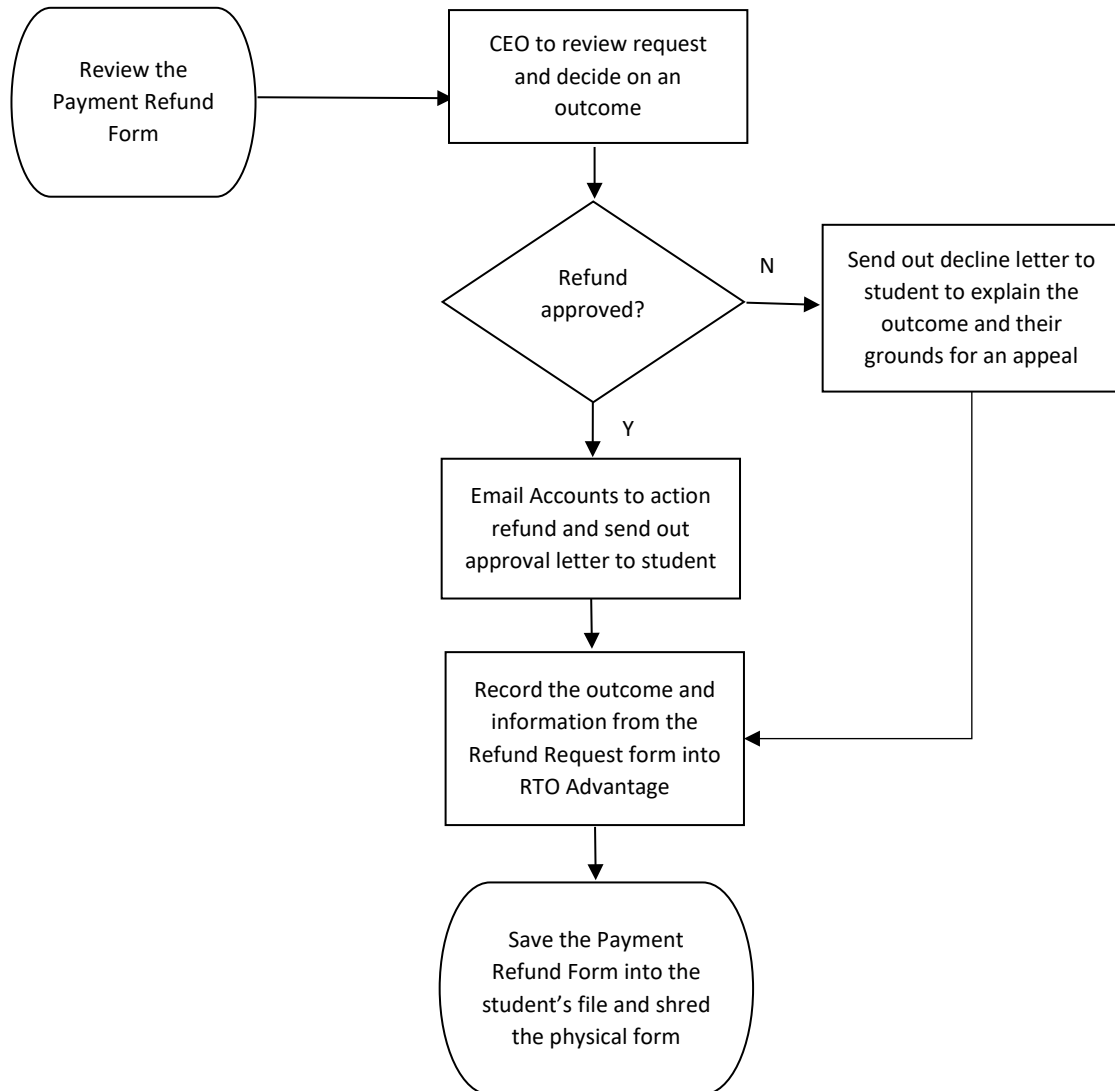 Review the
Payment Refund
Form
CEO to review request
and decide on an
outcome
Refund
approved?
N
Send out decline letter to
student to explain the
outcome and their
grounds for an appeal
Y
Email Accounts to action
refund and send out
approval letter to student
Record the outcome and
information from the
Refund Request form into
RTO Advantage
Save the Payment
Refund Form into the
student’s file and shred
the physical form